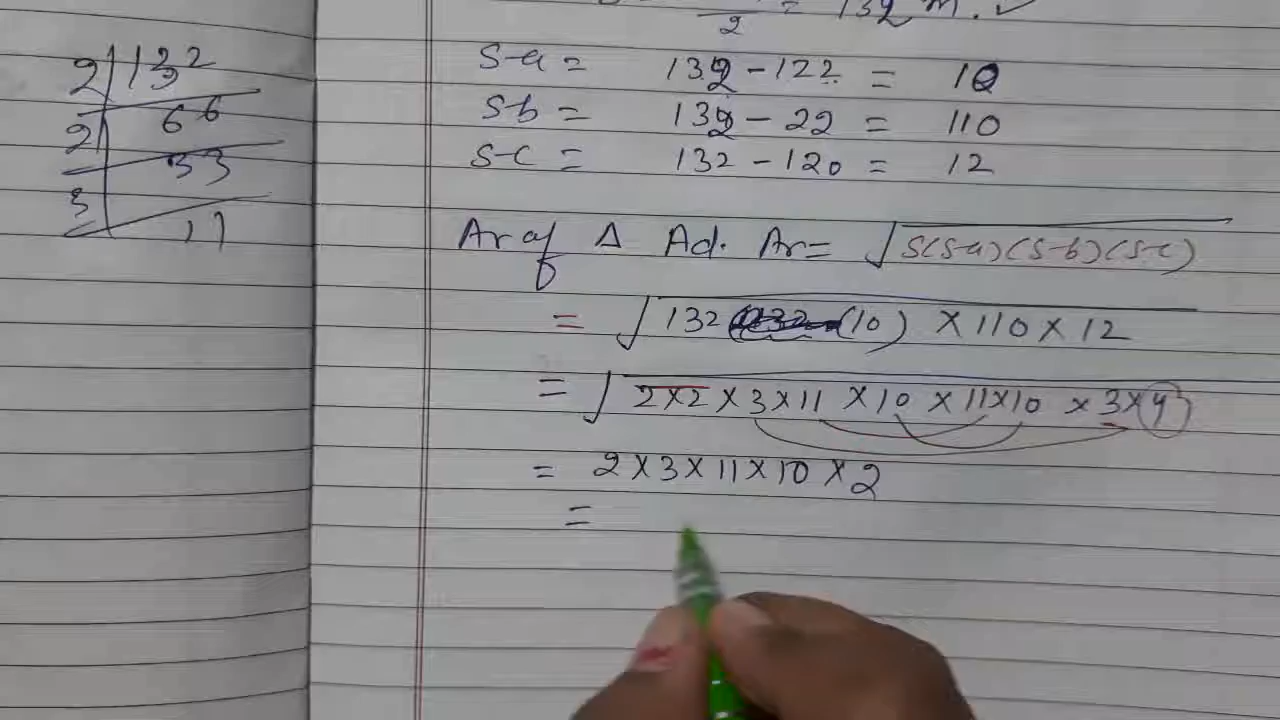 2 | 132
2 | 66
3 | 33
11
2 = 132 m. ✓
S-a = 132 - 122 = 10
S-b = 132 - 22 = 110
S-c = 132 - 120 = 12
Ar of Δ Ad. Ar = √S(S-a)(S-b)(S-c)
= √132 (10) × 110 × 12
= √2×2 × 3×11 × 10 × 11×10 × 3×4
= 2 × 3 × 11 × 10 × 2
=